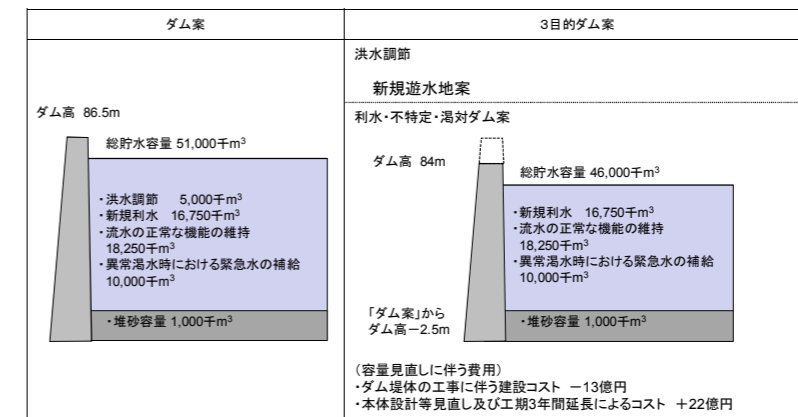 ダム案
ダム高 86.5m
総貯水容量 51,000千m³
・洪水調節 5,000千m³
・新規利水 16,750千m³
・流水の正常な機能の維持
18,250千m³
・異常渇水時における緊急水の補給
10,000千m³
・堆砂容量 1,000千m³
3目的ダム案
洪水調節
新規遊水地案
利水・不特定・渇対ダム案
ダム高 84m
総貯水容量 46,000千m³
・新規利水 16,750千m³
・流水の正常な機能の維持
18,250千m³
・異常渇水時における緊急水の補給
10,000千m³
「ダム案」から
ダム高－2.5m
・堆砂容量 1,000千m³
（容量見直しに伴う費用）
・ダム堤体の工事に伴う建設コスト －13億円
・本体設計等見直し及び工期3年間延長によるコスト ＋22億円